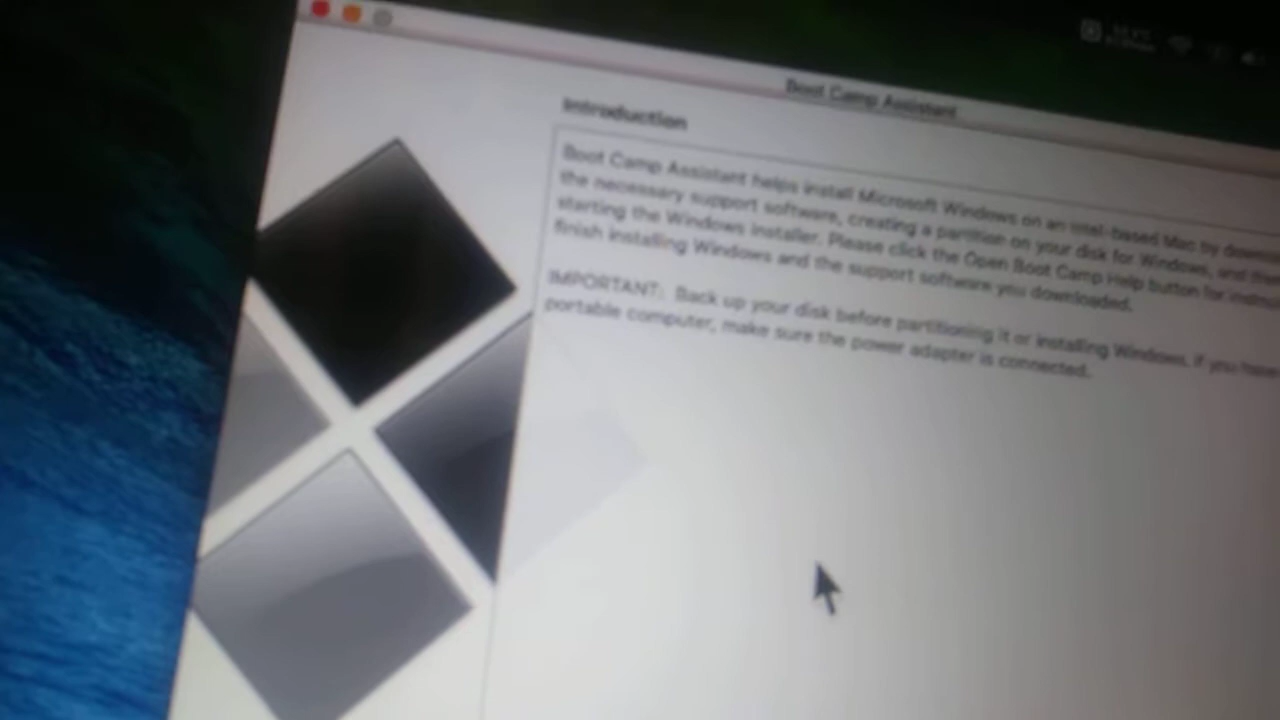 Boot Camp Assistant
Introduction
Boot Camp Assistant helps install Microsoft Windows on an Intel-based Mac by
the necessary support software, creating a partition on your disk for Windows, and
starting the Windows installer. Please click the Open Boot Camp Help button for
finish installing Windows and the support software you downloaded.
IMPORTANT: Back up your disk before partitioning it or installing Windows. If you have
portable computer, make sure the power adapter is connected.